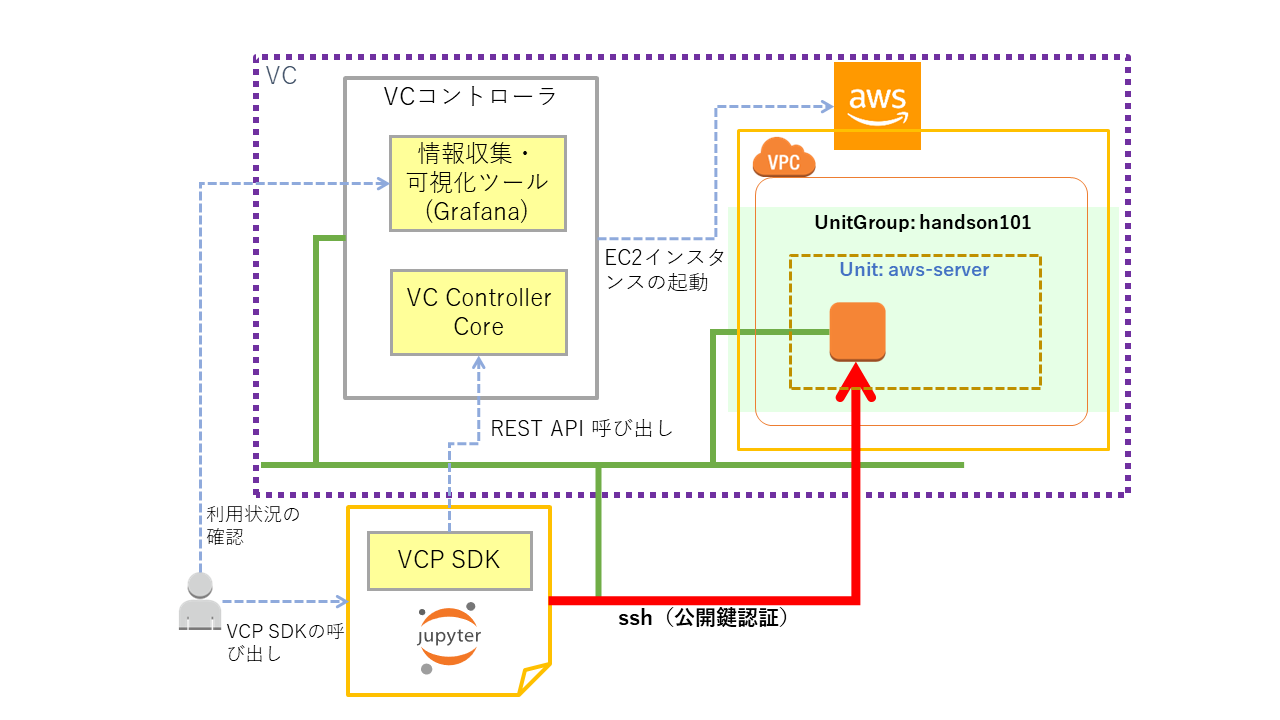 VC
VCコントローラ
情報収集・
可視化ツール
(Grafana)
VC Controller
Core
EC2インスタ
ンスの起動
aws
VPC
UnitGroup: handson101
Unit: aws-server
REST API 呼び出し
利用状況の
確認
VCP SDKの呼
び出し
VCP SDK
jupyter
ssh（公開鍵認証）